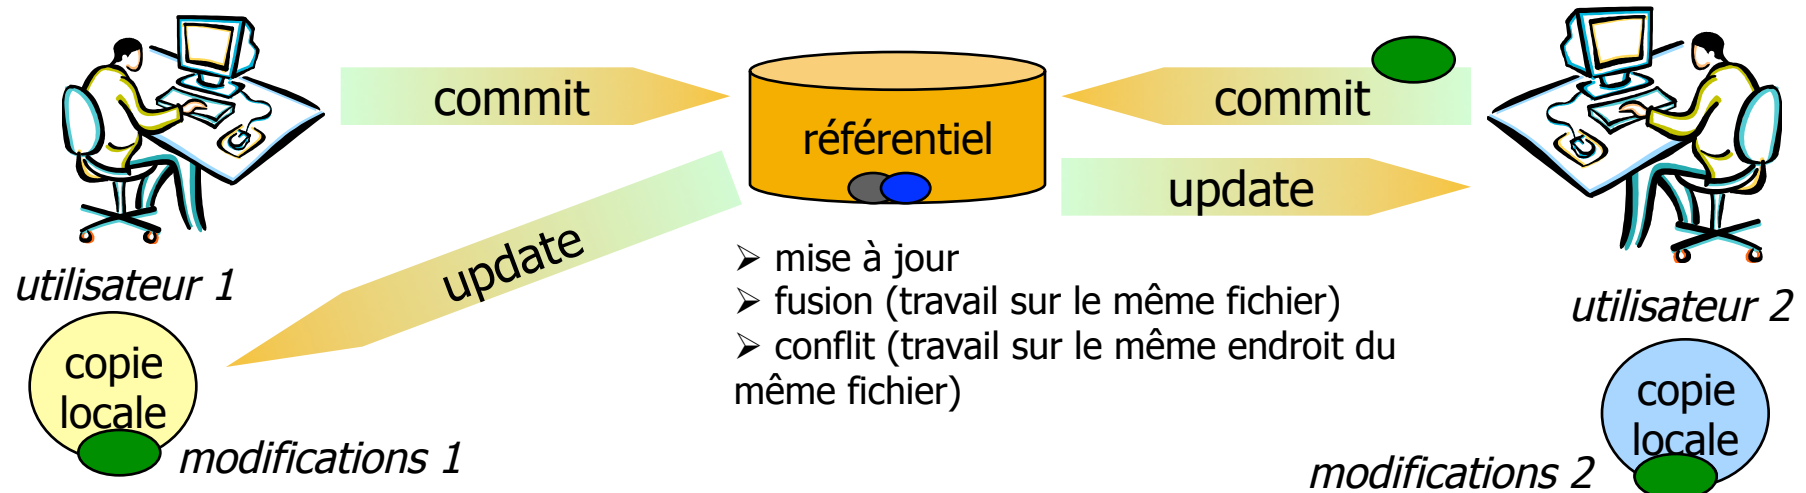 commit
référentiel
commit
update
update
utilisateur 1
➢ mise à jour
➢ fusion (travail sur le même fichier)
➢ conflit (travail sur le même endroit du
même fichier)
utilisateur 2
copie
locale
modifications 1
copie
locale
modifications 2